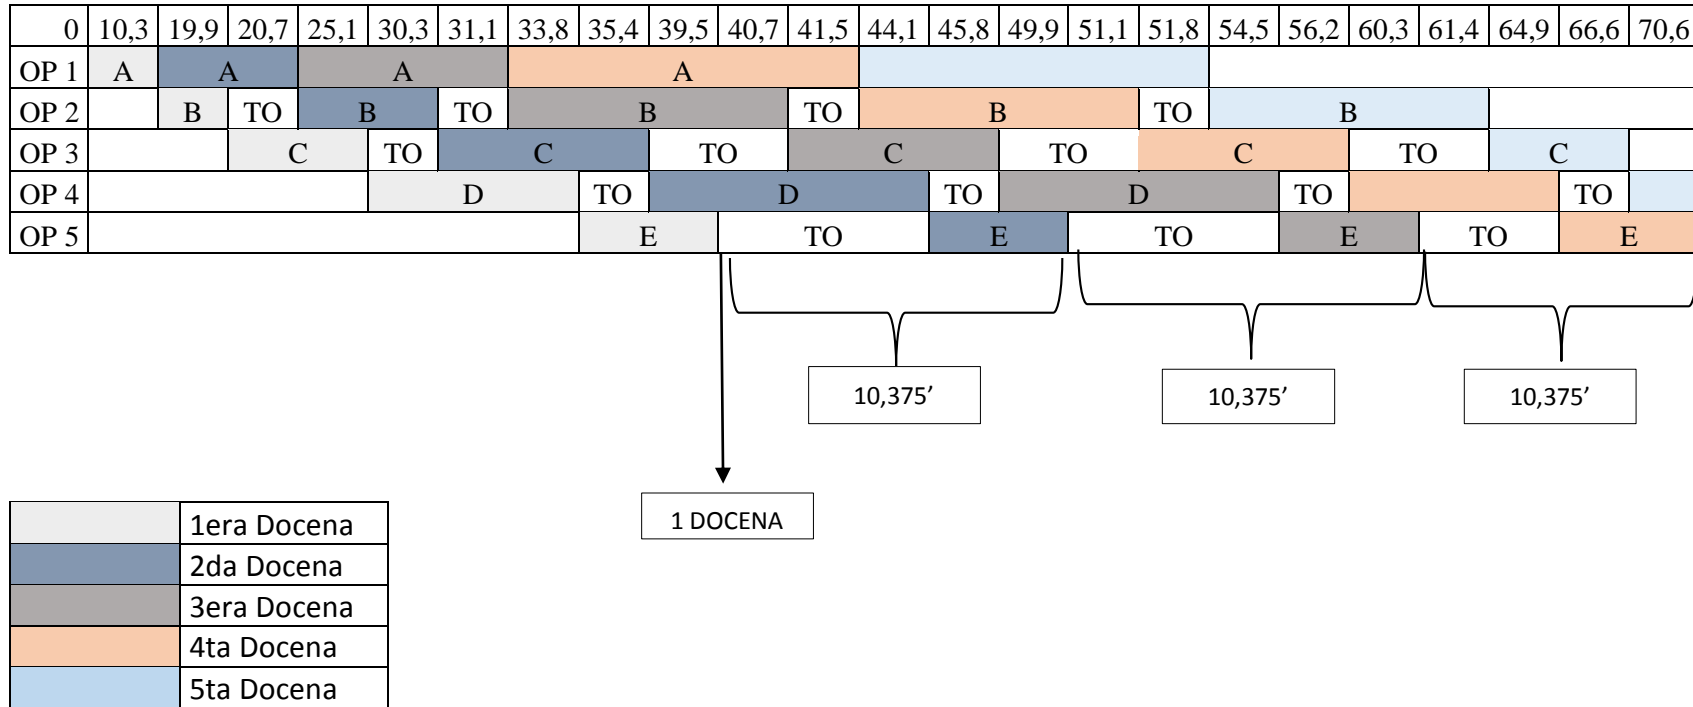 0 10,3 19,9 20,7 25,1 30,3 31,1 33,8 35,4 39,5 40,7 41,5 44,1 45,8 49,9 51,1 51,8 54,5 56,2 60,3 61,4 64,9 66,6 70,6
OP 1 A A A A
OP 2 B TO B TO B TO B TO B
OP 3 C TO C TO C TO C TO C
OP 4 D TO D TO D TO TO
OP 5 E TO E TO E TO E
10,375’ 10,375’ 10,375’
1 DOCENA
1era Docena
2da Docena
3era Docena
4ta Docena
5ta Docena